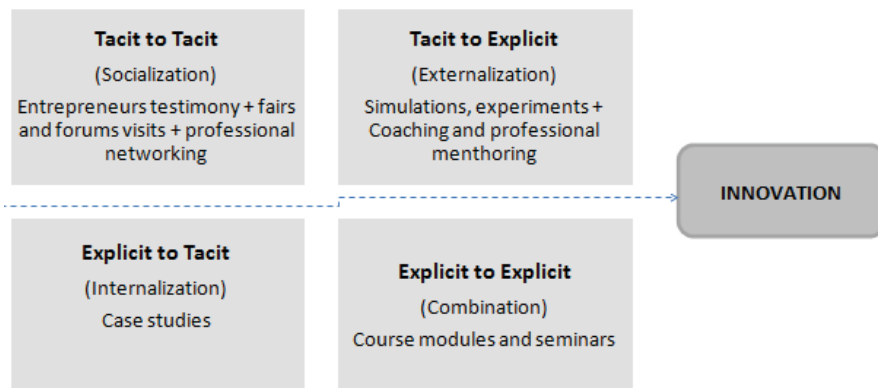 Tacit to Tacit
(Socialization)
Entrepreneurs testimony + fairs
and forums visits + professional
networking
Tacit to Explicit
(Externalization)
Simulations, experiments +
Coaching and professional
menthoring
INNOVATION
Explicit to Tacit
(Internalization)
Case studies
Explicit to Explicit
(Combination)
Course modules and seminars